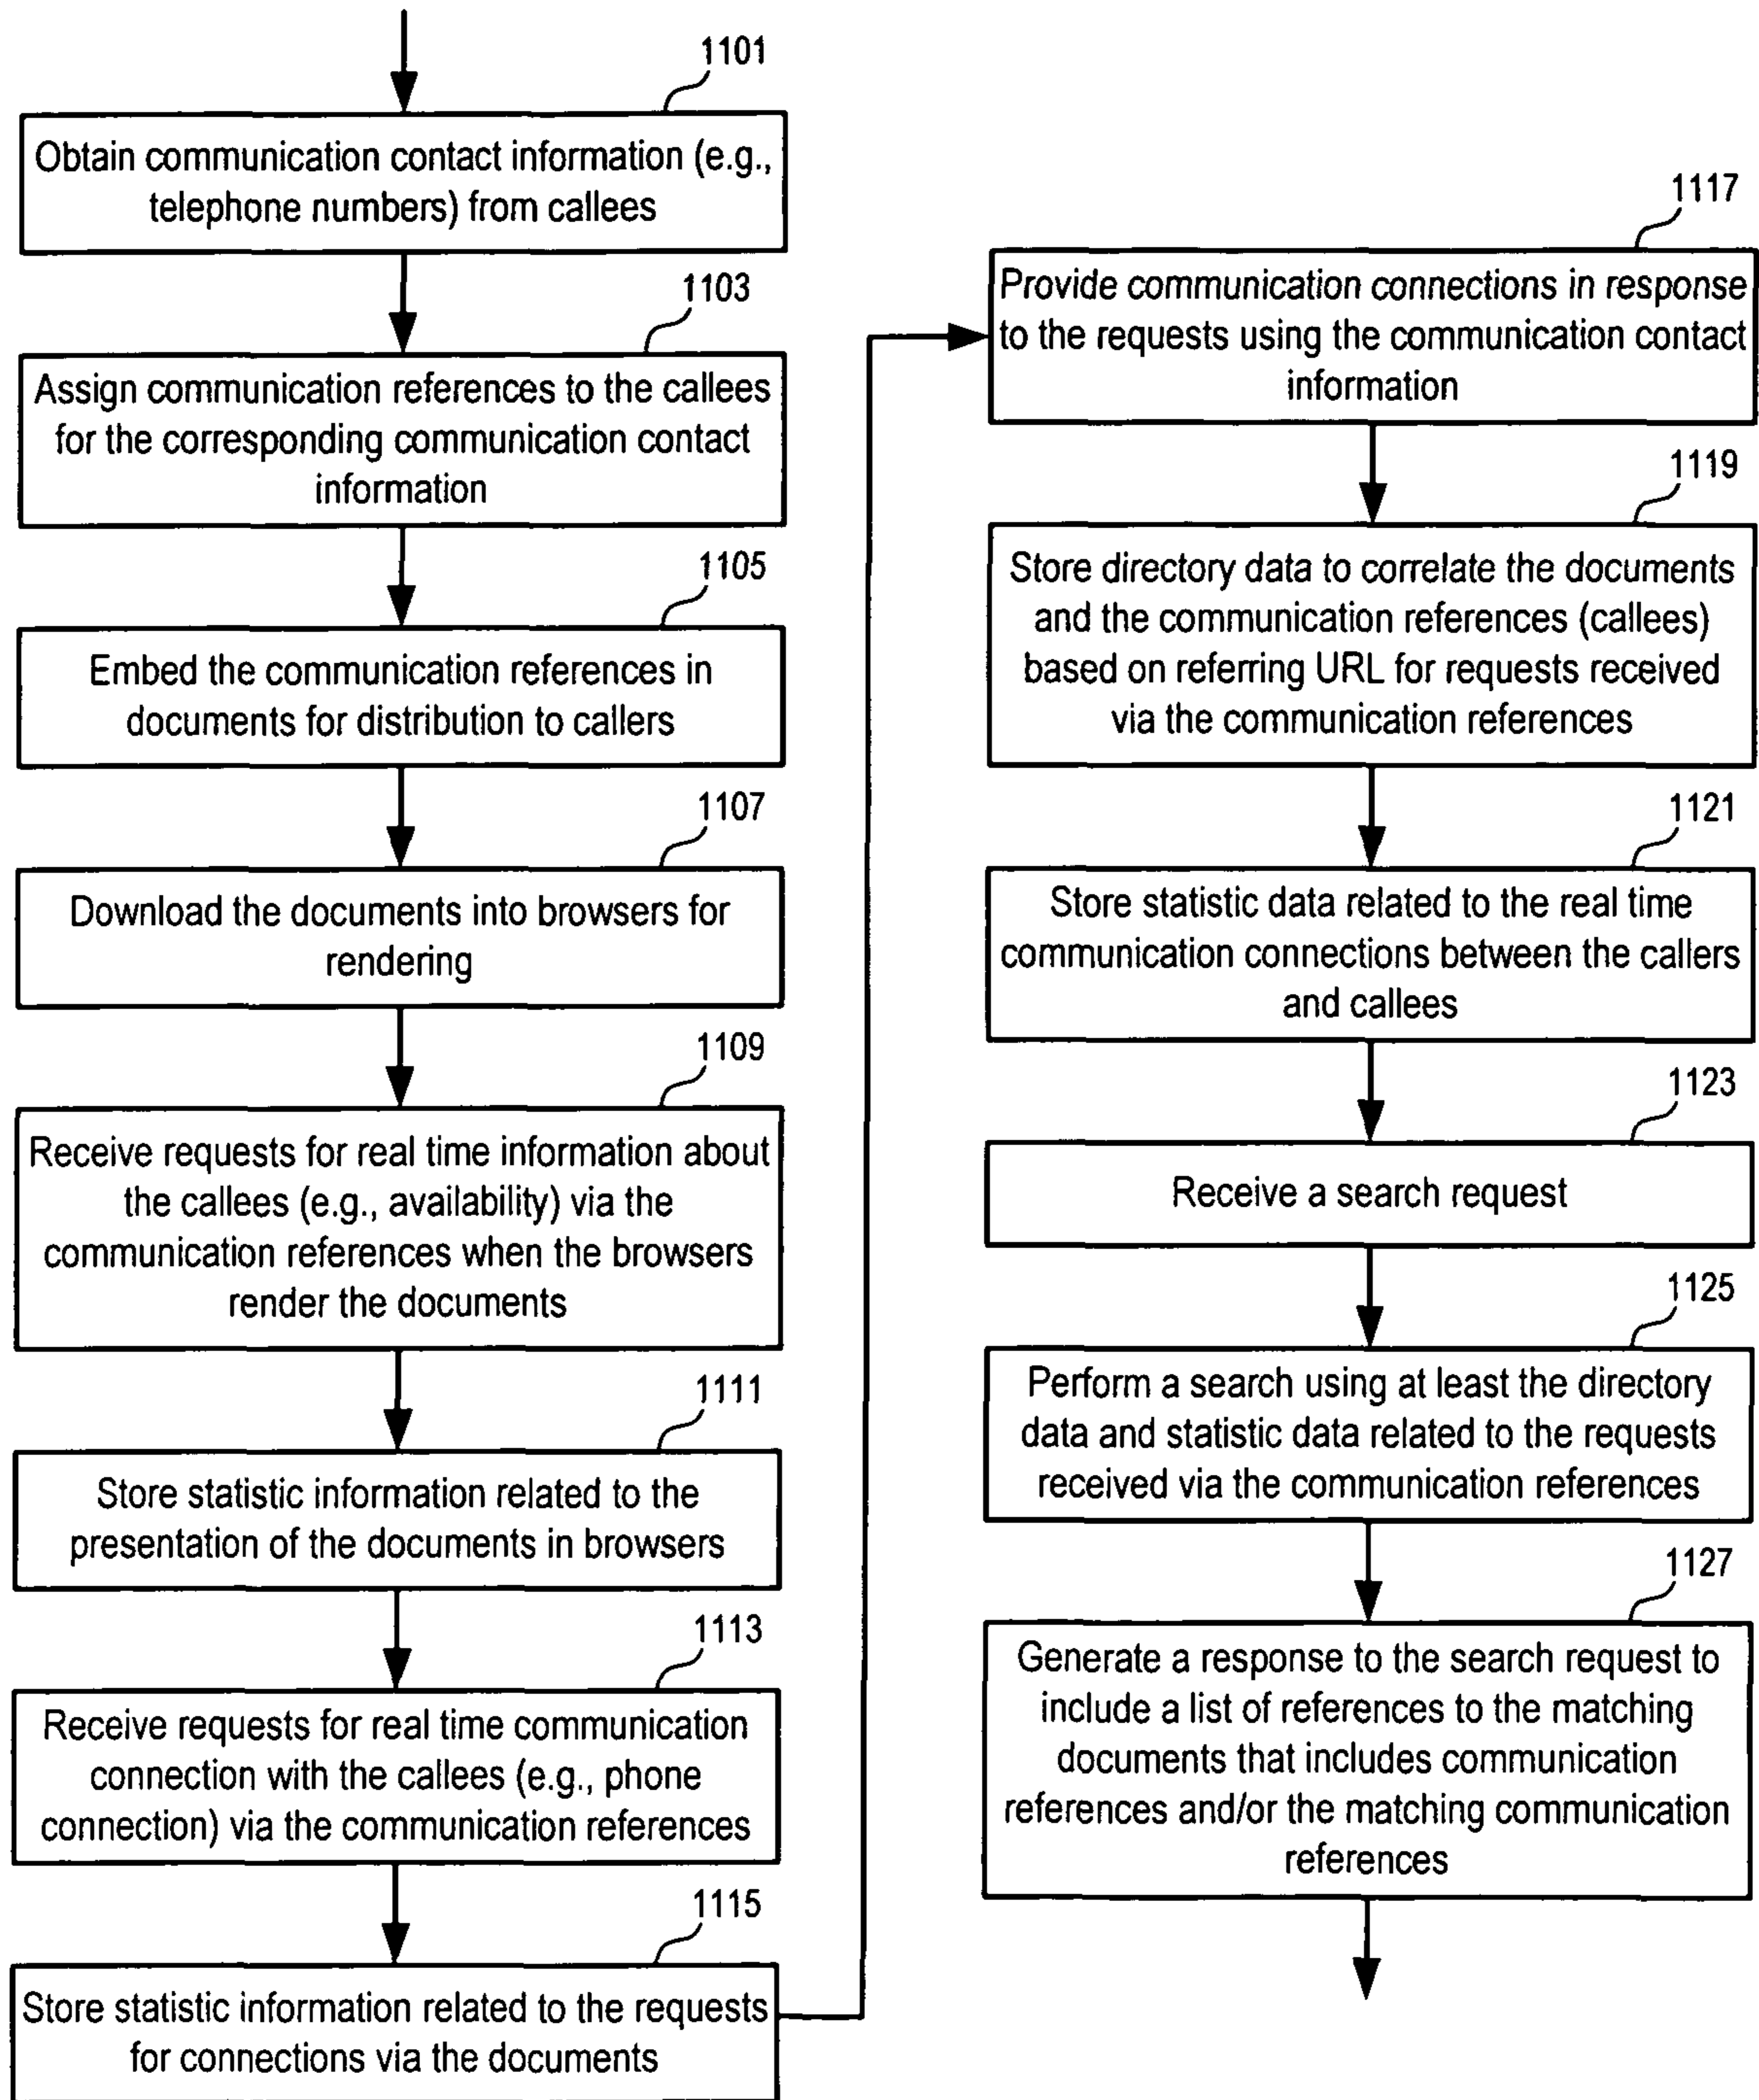 1101
Obtain communication contact information (e.g.,
telephone numbers) from callees
1103
Assign communication references to the callees
for the corresponding communication contact
information
1105
Embed the communication references in
documents for distribution to callers
1107
Download the documents into browsers for
rendering
1109
Receive requests for real time information about
the callees (e.g., availability) via the
communication references when the browsers
render the documents
1111
Store statistic information related to the
presentation of the documents in browsers
1113
Receive requests for real time communication
connection with the callees (e.g., phone
connection) via the communication references
1115
Store statistic information related to the requests
for connections via the documents
1117
Provide communication connections in response
to the requests using the communication contact
information
1119
Store directory data to correlate the documents
and the communication references (callees)
based on referring URL for requests received
via the communication references
1121
Store statistic data related to the real time
communication connections between the callers
and callees
1123
Receive a search request
1125
Perform a search using at least the directory
data and statistic data related to the requests
received via the communication references
1127
Generate a response to the search request to
include a list of references to the matching
documents that includes communication
references and/or the matching communication
references